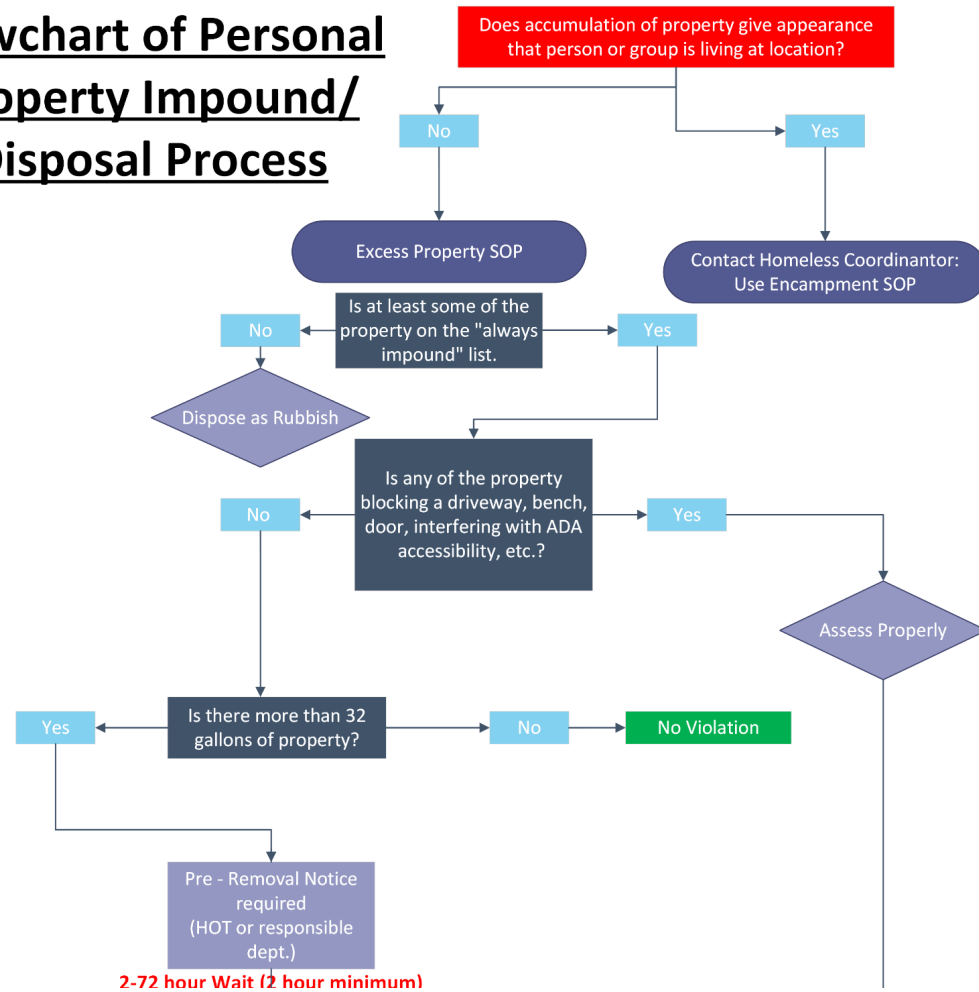 wchart of Personal
operty Impound/
isposal Process
Does accumulation of property give appearance
that person or group is living at location?
No
Yes
Excess Property SOP
Contact Homeless Coordinantor:
Use Encampment SOP
Is at least some of the
property on the "always
impound" list.
No
Yes
Dispose as Rubbish
Is any of the property
blocking a driveway, bench,
door, interfering with ADA
accessibility, etc.?
No
Yes
Assess Properly
Is there more than 32
gallons of property?
Yes
No
No Violation
Pre - Removal Notice
required
(HOT or responsible
dept.)
2-72 hour Wait (2 hour minimum)